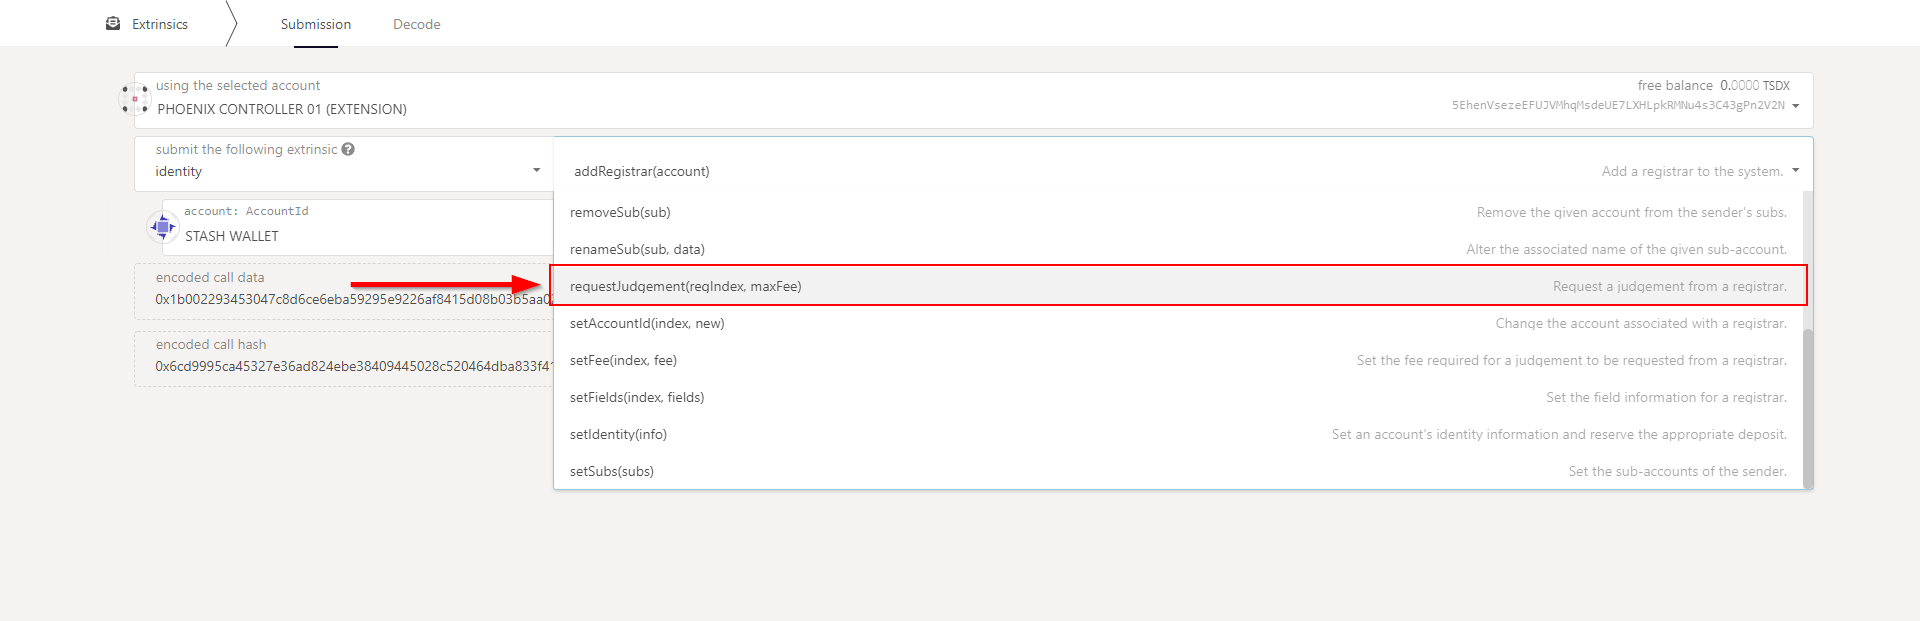 Extrinsics
Submission
Decode
using the selected account
PHOENIX CONTROLLER 01 (EXTENSION)
free balance 0.0000 TSDX
5EhenVsezeEFUJVMhqMsdeUE7LXHLpkRMNu4s3C43gPn2V2N
submit the following extrinsic
identity
addRegistrar(account)
Add a registrar to the system.
account: AccountId
STASH WALLET
removeSub(sub)
Remove the given account from the sender's subs.
renameSub(sub, data)
Alter the associated name of the given sub-account.
requestJudgement(reqIndex, maxFee)
Request a judgement from a registrar.
setAccountId(index, new)
Change the account associated with a registrar.
setFee(index, fee)
Set the fee required for a judgement to be requested from a registrar.
setFields(index, fields)
Set the field information for a registrar.
setIdentity(info)
Set an account's identity information and reserve the appropriate deposit.
setSubs(subs)
Set the sub-accounts of the sender.
encoded call data
0x1b002293453047c8d6ce6eba59295e9226af8415d08b03b5aa0
encoded call hash
0x6cd9995ca45327e36ad824ebe38409445028c520464dba833f41